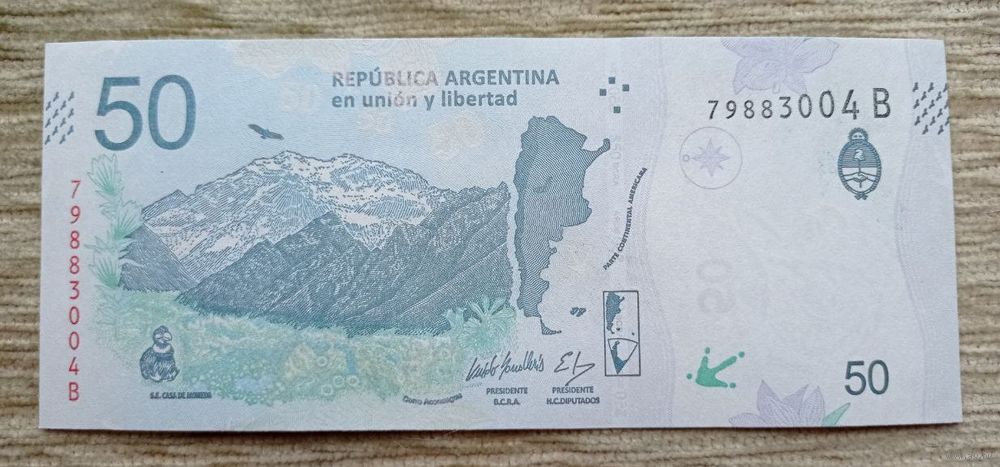 50
REPÚBLICA ARGENTINA
en unión y libertad
79883004 B
79883004B
PARTE CONTINENTAL AMERICANA
S.E. CASA DE MONEDA
Cerro Aconcagua
PRESIDENTE
B.C.R.A.
PRESIDENTE
H.C.DIPUTADOS
50